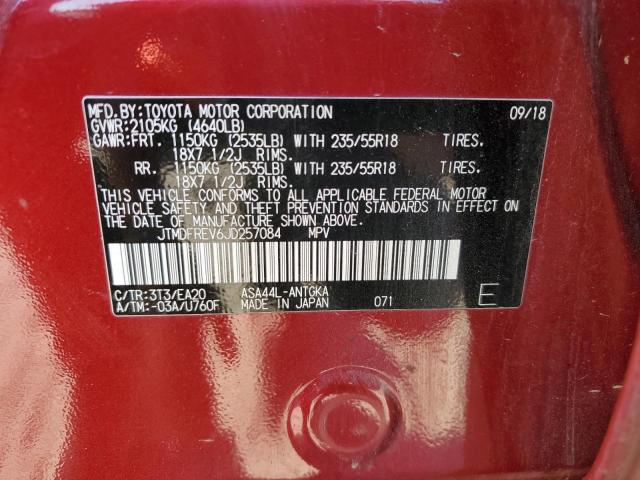 MFD.BY:TOYOTA MOTOR CORPORATION 09/18
GVWR:2105KG (4640LB)
GAWR:FRT. 1150KG (2535LB) WITH 235/55R18 TIRES.
18X7 1/2J RIMS.
RR. 1150KG (2535LB) WITH 235/55R18 TIRES.
18X7 1/2J RIMS.
THIS VEHICLE CONFORMS TO ALL APPLICABLE FEDERAL MOTOR
VEHICLE SAFETY AND THEFT PREVENTION STANDARDS IN EFFECT
ON THE DATE OF MANUFACTURE SHOWN ABOVE.
JTMDFREV6JD257084 MPV
C/TR:3T3/EA20 ASA44L-ANTGKA
A/TM:-03A/U760F MADE IN JAPAN 071 E